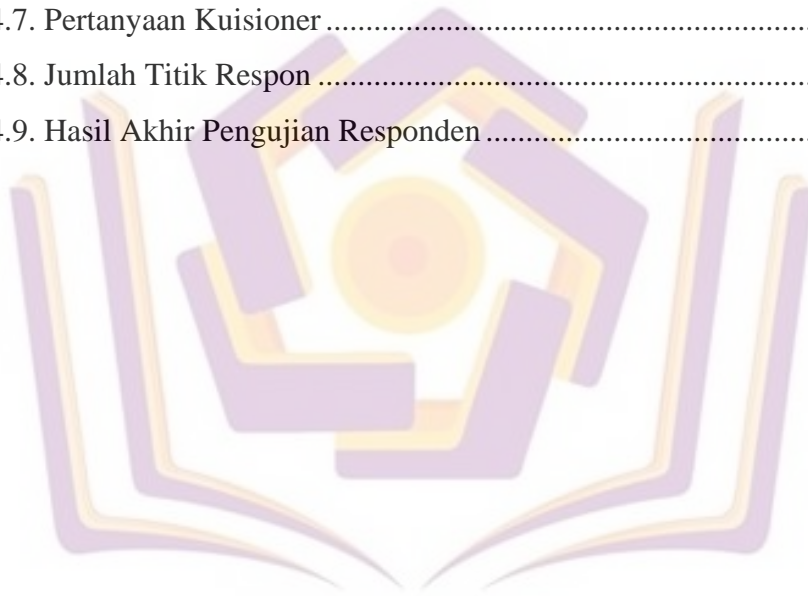 4.7. Pertanyaan Kuisioner
4.8. Jumlah Titik Respon
4.9. Hasil Akhir Pengujian Responden